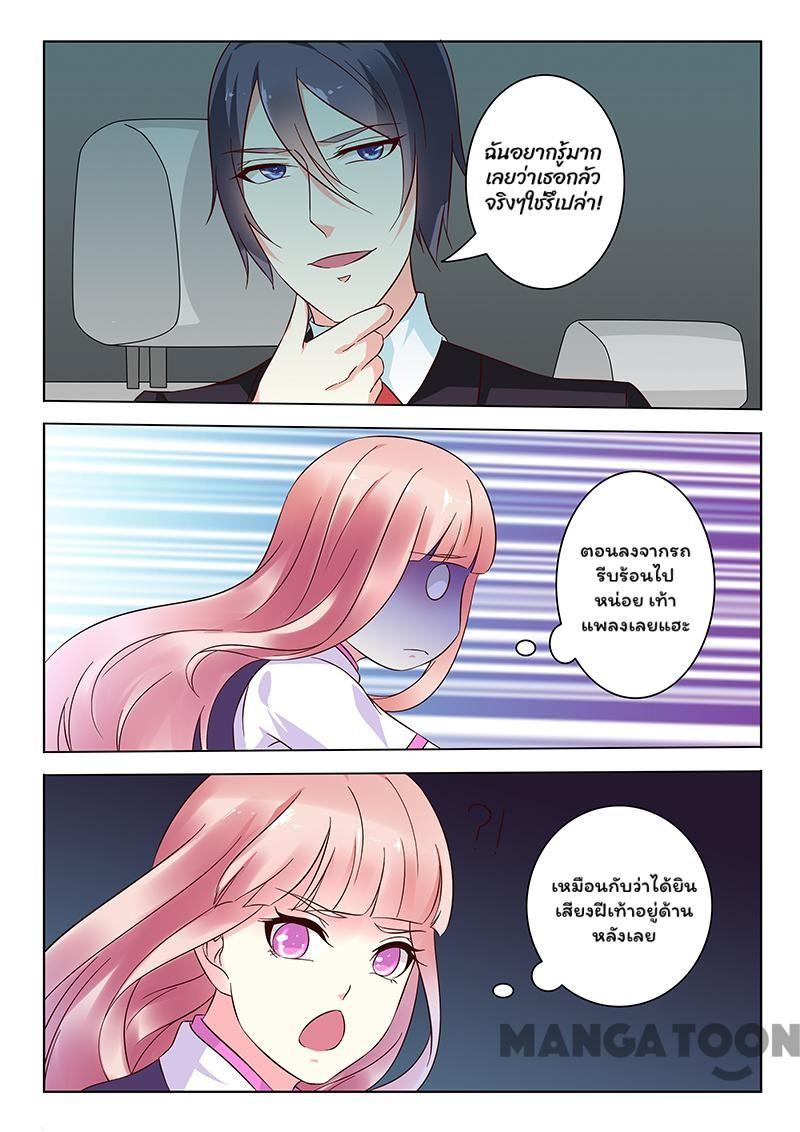 ฉันอยากรู้มาก
เลยว่าเธอกลัว
จริงๆใช่รึเปล่า!
ตอนลงจากรถ
รีบร้อนไป
หน่อย เท้า
แพลงเลยแฮะ
?!
เหมือนกับว่าได้ยิน
เสียงฝีเท้าอยู่ด้าน
หลังเลย
MANGATOON